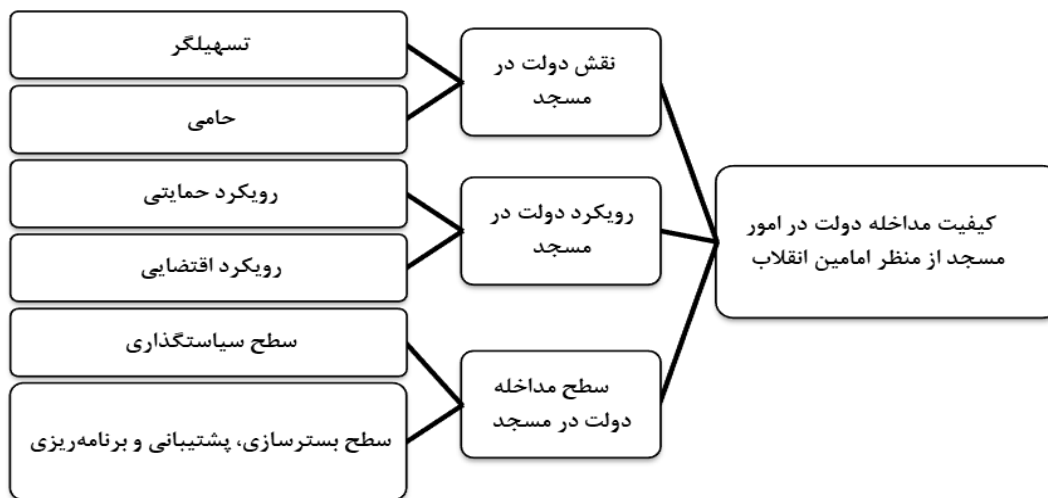 کیفیت مداخله دولت در امور
مسجد از منظر امامین انقلاب
نقش دولت در
مسجد
تسهیلگر
حامی
رویکرد دولت در
مسجد
رویکرد حمایتی
رویکرد اقتضایی
سطح مداخله
دولت در مسجد
سطح سیاستگذاری
سطح بسترسازی، پشتیبانی و برنامه‌ریزی